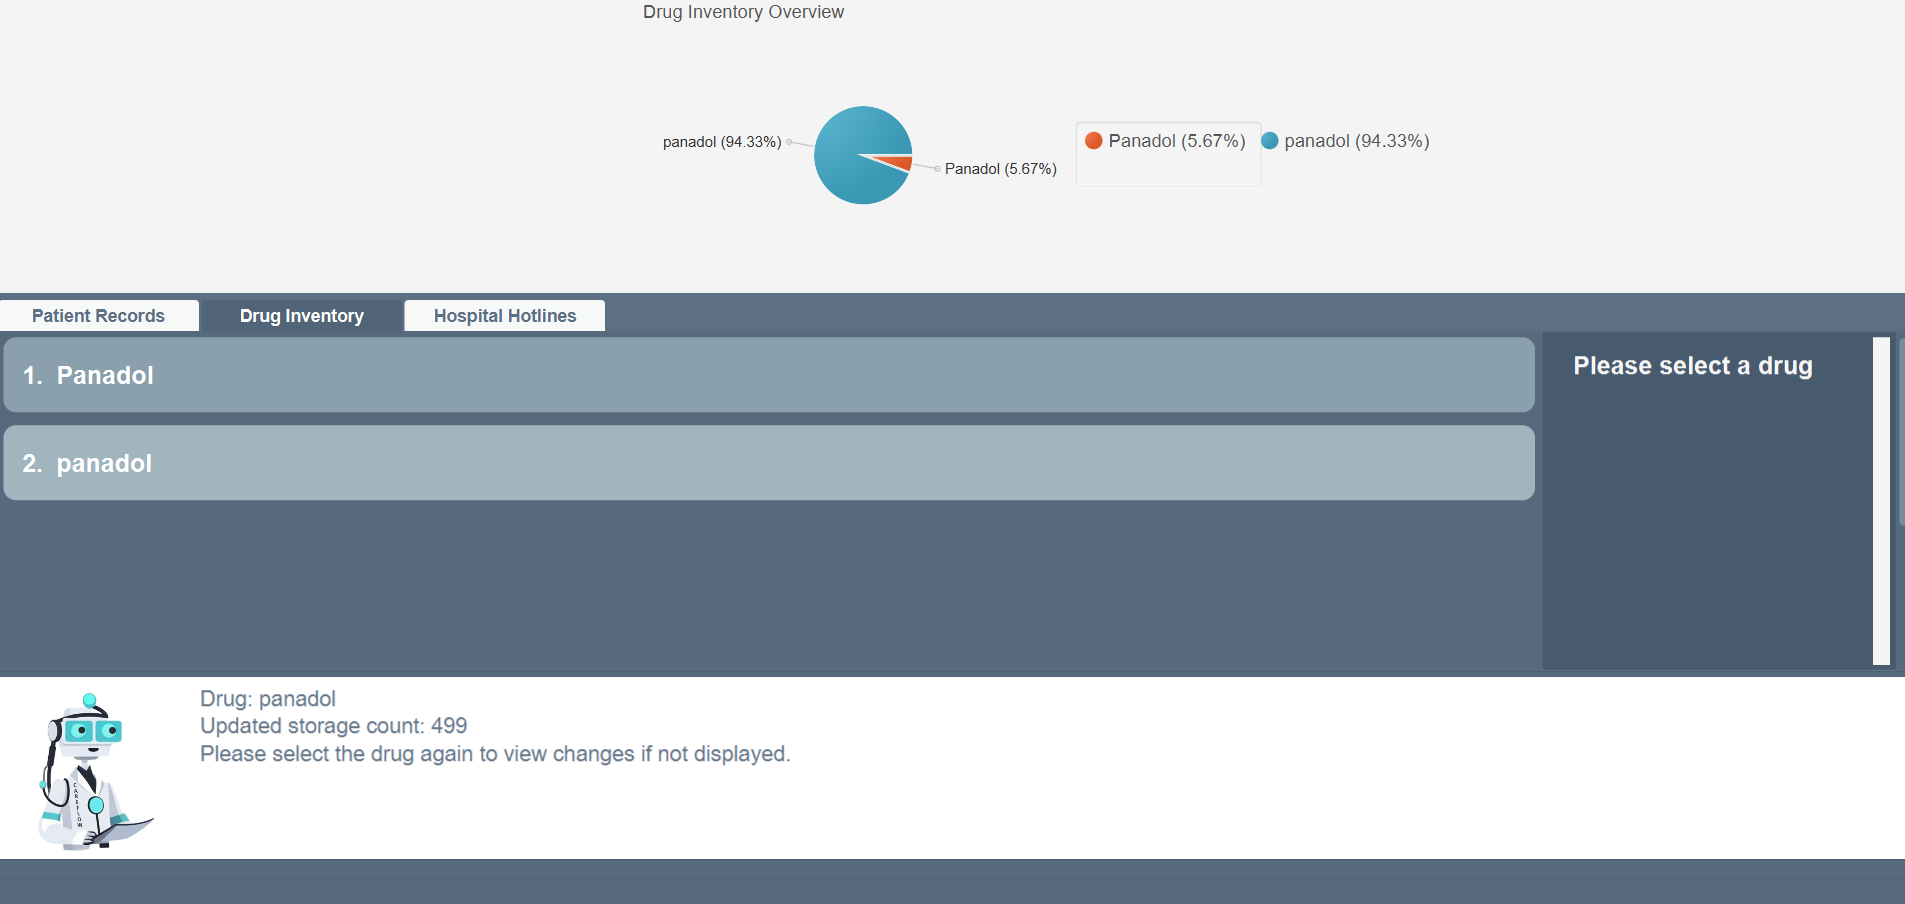 Drug Inventory Overview
panadol (94.33%)
Panadol (5.67%)
Panadol (5.67%)
panadol (94.33%)
Patient Records
Drug Inventory
Hospital Hotlines
1. Panadol
2. panadol
Please select a drug
Drug: panadol
Updated storage count: 499
Please select the drug again to view changes if not displayed.
CAREFLOW